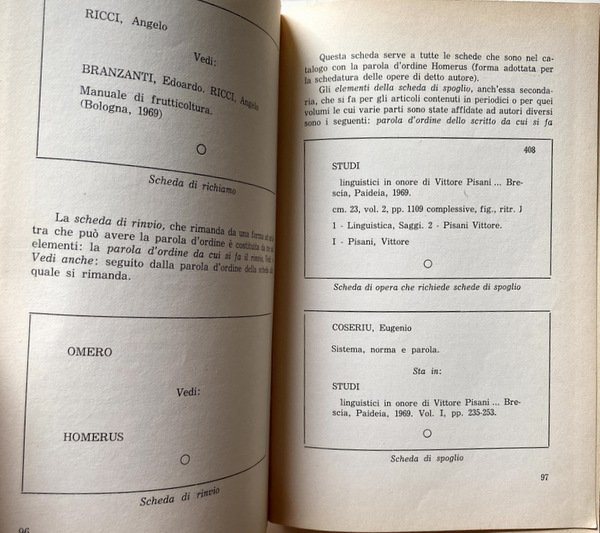 RICCI, Angelo
Vedi:
BRANZANTI, Edoardo, RICCI, Angelo
Manuale di frutticoltura.
(Bologna, 1969)
Scheda di richiamo
La scheda di rinvio, che rimanda da una forma ad
tra che può avere la parola d'ordine è costituita da tre
elementi: la parola d'ordine da cui si fa il rinvio,
Vedi anche: seguito dalla parola d'ordine della scheda
quale si rimanda.
OMERO
Vedi:
HOMERUS
Scheda di rinvio
96
Questa scheda serve a tutte le schede che sono nel ca-
talogo con la parola d'ordine Homerus (forma adottata per
la schedatura delle opere di detto autore).
Gli elementi della scheda di spoglio, anch'essa seconda-
ria, che si fa per gli articoli contenuti in periodici o per quei
volumi le cui varie parti sono state affidate ad autori diversi
sono i seguenti: parola d'ordine dello scritto da cui si fa
408
STUDI
linguistici in onore di Vittore Pisani ... Bre-
scia, Paideia, 1969.
cm. 23, vol. 2, pp. 1109 complessive, fig., ritr.
1 - Linguistica, Saggi. 2 - Pisani Vittore.
I - Pisani, Vittore
Scheda di opera che richiede schede di spoglio
COSERIU, Eugenio
Sistema, norma e parola.
Sta in:
STUDI
linguistici in onore di Vittore Pisani ... Bre-
scia, Paideia, 1969. Vol. I, pp. 235-253.
Scheda di spoglio
97